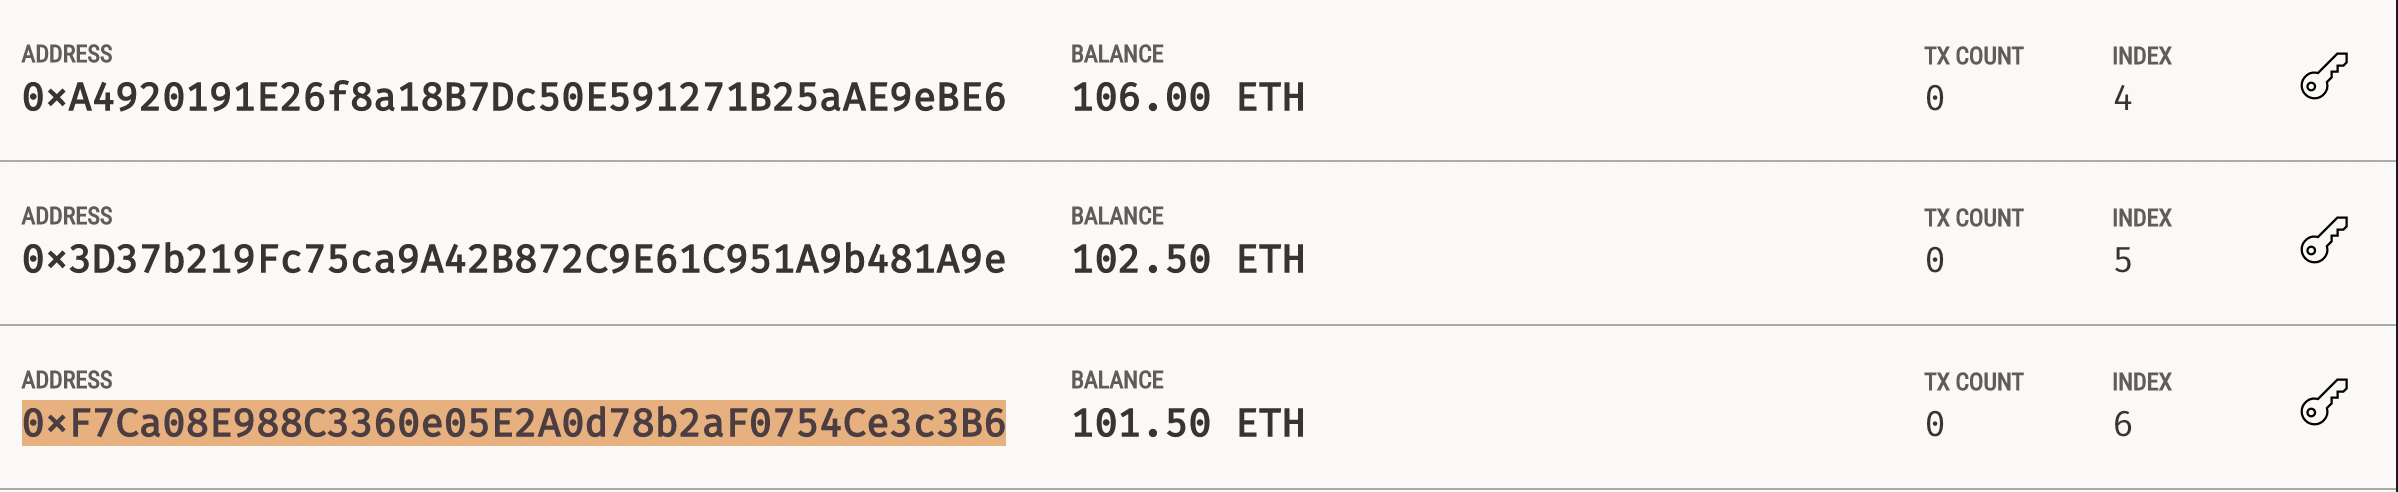 ADDRESS BALANCE TX COUNT INDEX
0xA4920191E26f8a18B7Dc50E591271B25aAE9eBE6 106.00 ETH 0 4
ADDRESS BALANCE TX COUNT INDEX
0x3D37b219Fc75ca9A42B872C9E61C951A9b481A9e 102.50 ETH 0 5
ADDRESS BALANCE TX COUNT INDEX
0xF7Ca08E988C3360e05E2A0d78b2aF0754Ce3c3B6 101.50 ETH 0 6